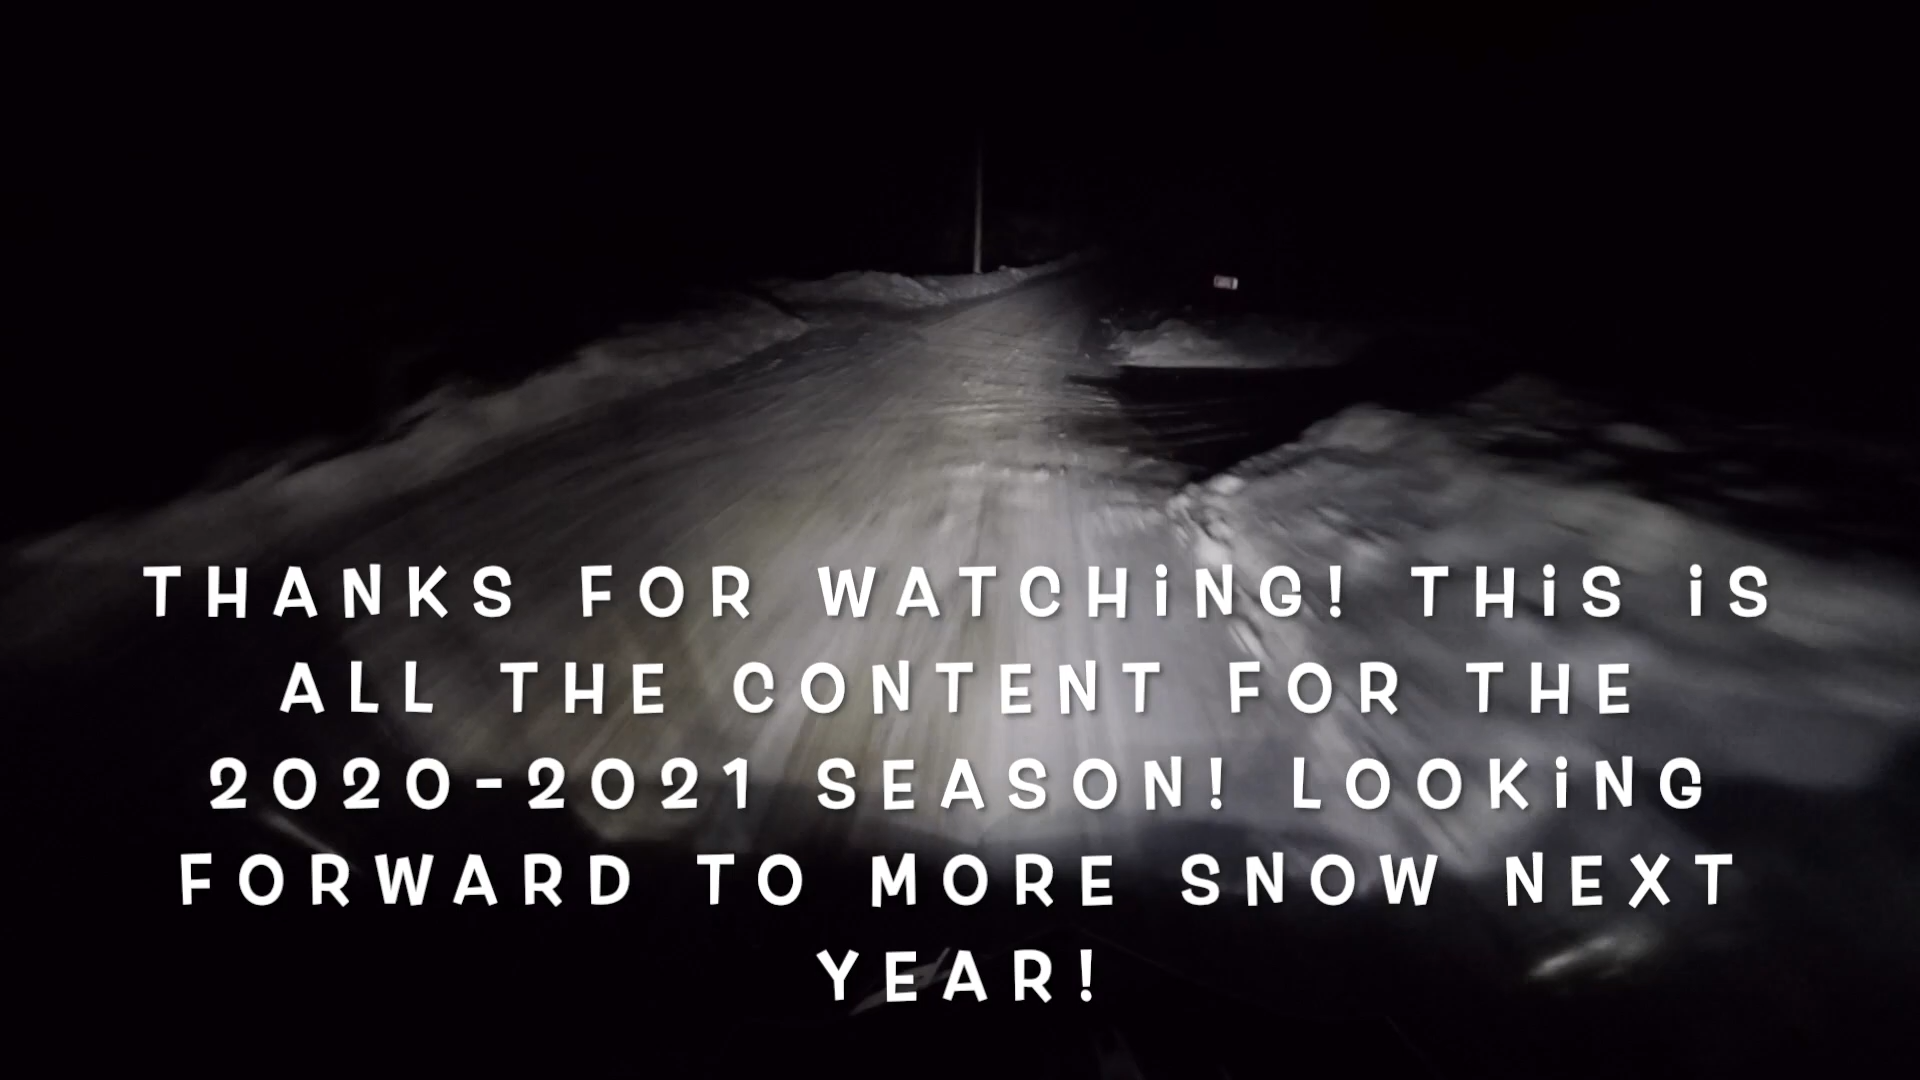 THANKS FOR WATCHiNG! THiS iS
ALL THE CONTENT FOR THE
2020-2021 SEASON! LOOKiNG
FORWARD TO MORE SNOW NEXT
YEAR!